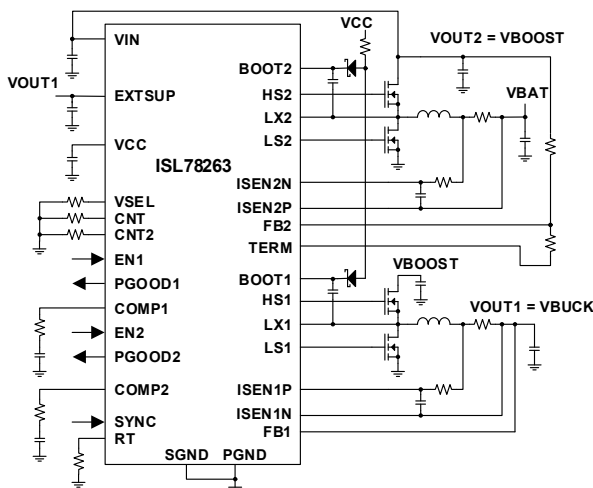 VCC
VOUT2 = VBOOST
VIN
BOOT2
VBAT
VOUT1
EXTSUP
HS2
LX2
VCC
LS2
ISL78263
ISEN2N
VSEL
ISEN2P
CNT
FB2
CNT2
TERM
EN1
BOOT1
VBOOST
PGOOD1
HS1
VOUT1 = VBUCK
COMP1
LX1
EN2
LS1
PGOOD2
ISEN1P
COMP2
ISEN1N
SYNC
FB1
RT
SGND PGND